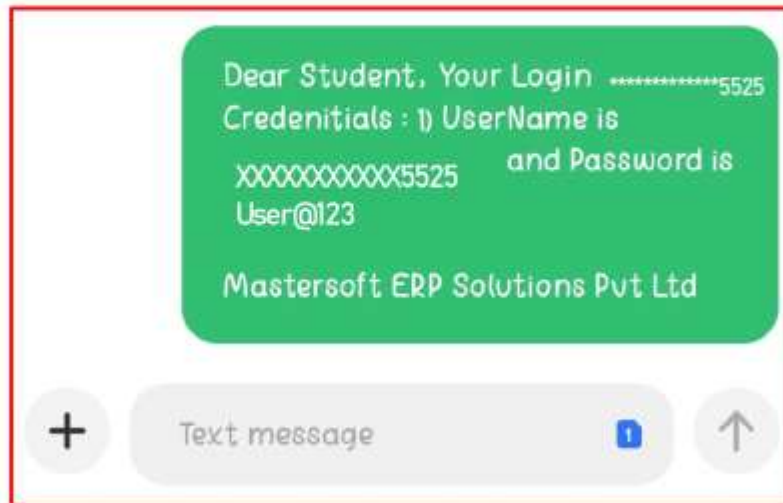 Dear Student, Your Login *************5525
Credenitials : 1) UserName is
XXXXXXXXXXX5525 and Password is
User@123
Mastersoft ERP Solutions Pvt Ltd
Text message
1